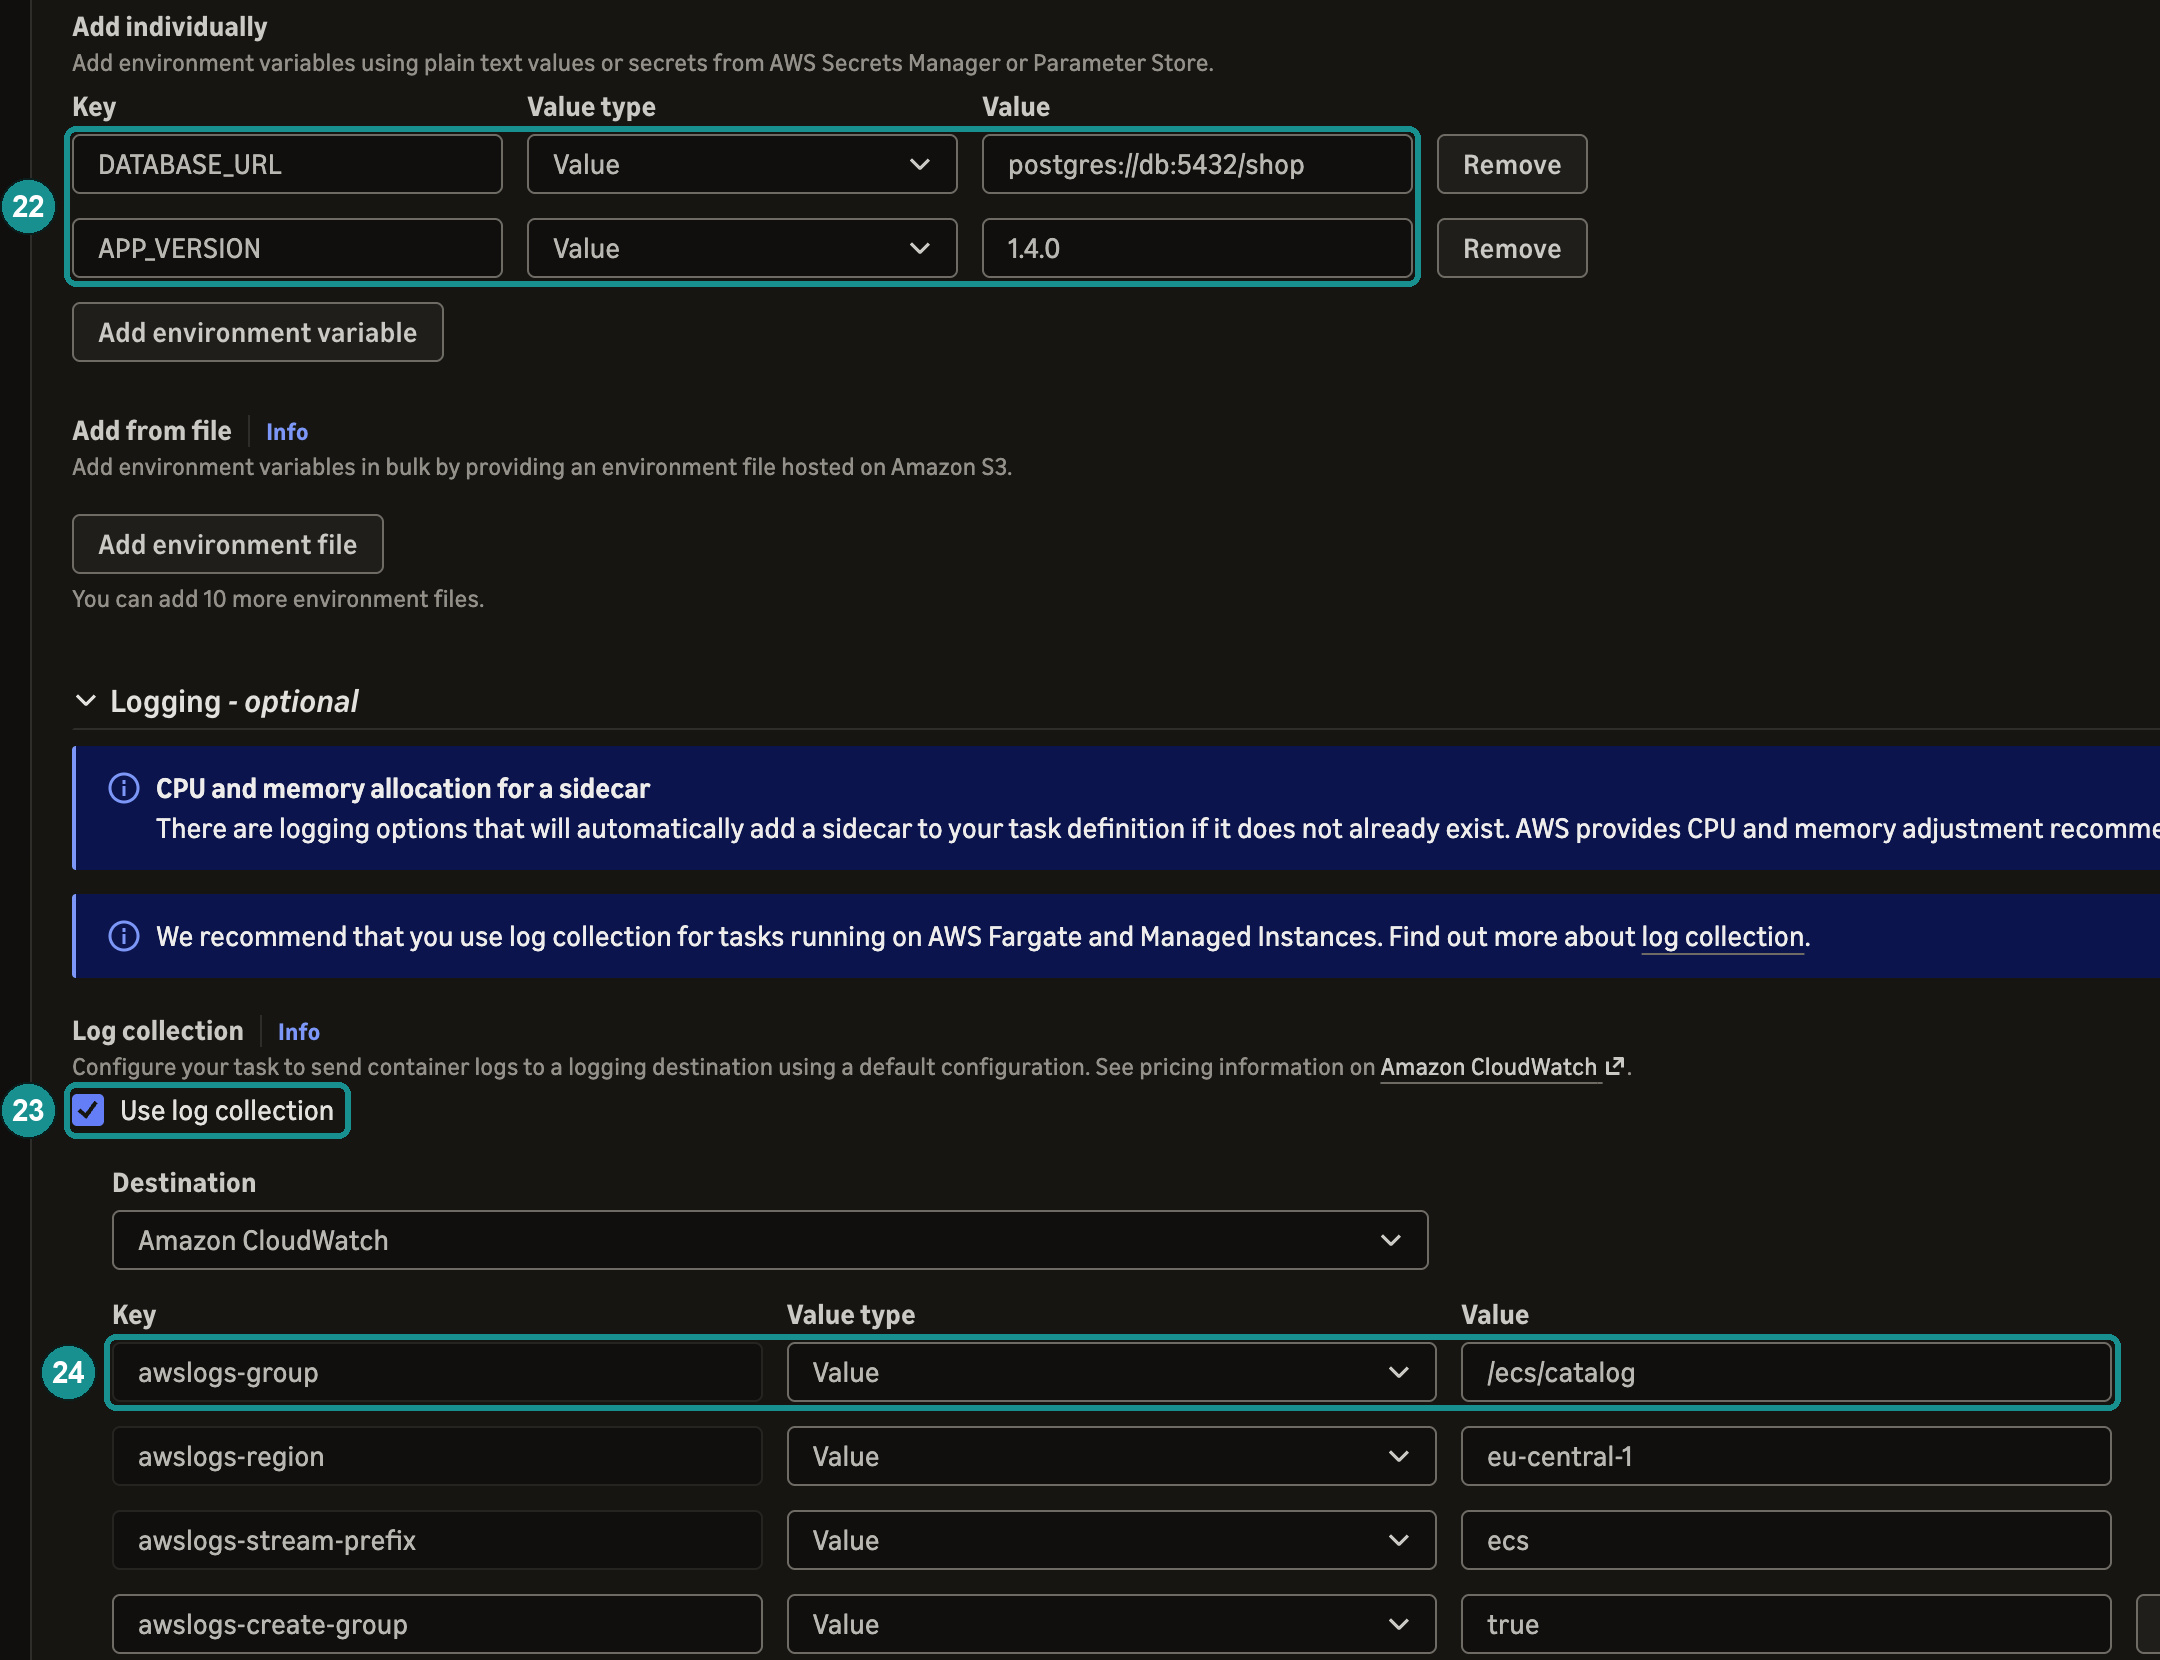 Add individually
Add environment variables using plain text values or secrets from AWS Secrets Manager or Parameter Store.
Key Value type Value
DATABASE_URL Value postgres://db:5432/shop Remove
22
APP_VERSION Value 1.4.0 Remove
Add environment variable
Add from file Info
Add environment variables in bulk by providing an environment file hosted on Amazon S3.
Add environment file
You can add 10 more environment files.
Logging - optional
CPU and memory allocation for a sidecar
There are logging options that will automatically add a sidecar to your task definition if it does not already exist. AWS provides CPU and memory adjustment recomme
We recommend that you use log collection for tasks running on AWS Fargate and Managed Instances. Find out more about log collection.
Log collection Info
Configure your task to send container logs to a logging destination using a default configuration. See pricing information on Amazon CloudWatch.
23 Use log collection
Destination
Amazon CloudWatch
Key Value type Value
24 awslogs-group Value /ecs/catalog
awslogs-region Value eu-central-1
awslogs-stream-prefix Value ecs
awslogs-create-group Value true